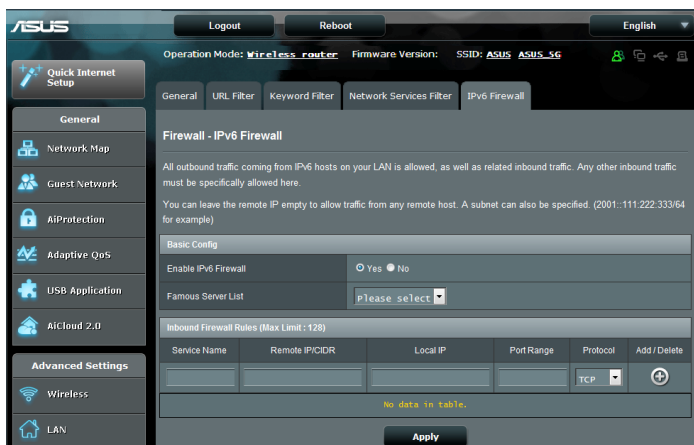 ASUS
Logout
Reboot
English
Operation Mode: Wireless router Firmware Version: SSID: ASUS ASUS_5G
Quick Internet
Setup
General
Network Map
Guest Network
AiProtection
Adaptive QoS
USB Application
AiCloud 2.0
Advanced Settings
Wireless
LAN
General
URL Filter
Keyword Filter
Network Services Filter
IPv6 Firewall
Firewall - IPv6 Firewall
All outbound traffic coming from IPv6 hosts on your LAN is allowed, as well as related inbound traffic. Any other inbound traffic
must be specifically allowed here.
You can leave the remote IP empty to allow traffic from any remote host. A subnet can also be specified. (2001::111:222:333/64
for example)
Basic Config
Enable IPv6 Firewall
Yes No
Famous Server List
Please select
Inbound Firewall Rules (Max Limit : 128)
Service Name
Remote IP/CIDR
Local IP
Port Range
Protocol
Add / Delete
TCP
No data in table.
Apply